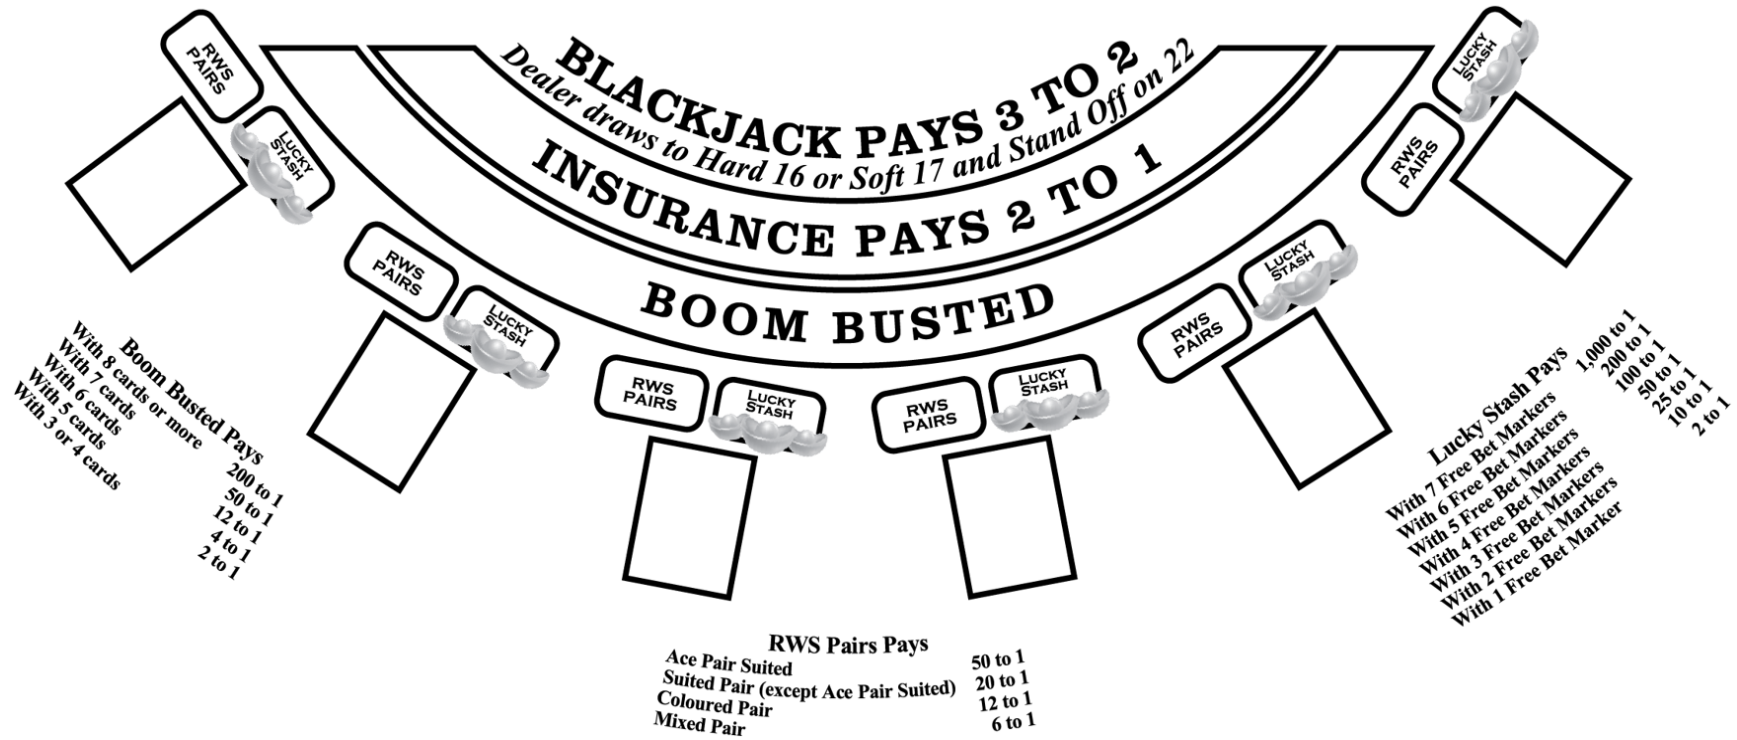 BLACKJACK PAYS 3 TO 2
Dealer draws to Hard 16 or Soft 17 and Stand Off on 22
INSURANCE PAYS 2 TO 1
BOOM BUSTED
RWS
PAIRS
LUCKY
STASH
RWS
PAIRS
LUCKY
STASH
RWS
PAIRS
LUCKY
STASH
RWS
PAIRS
LUCKY
STASH
RWS
PAIRS
LUCKY
STASH
RWS
PAIRS
LUCKY
STASH
Boom Busted Pays
With 8 cards or more 200 to 1
With 7 cards 50 to 1
With 6 cards 12 to 1
With 5 cards 4 to 1
With 3 or 4 cards 2 to 1
RWS Pairs Pays
Ace Pair Suited 50 to 1
Suited Pair (except Ace Pair Suited) 20 to 1
Coloured Pair 12 to 1
Mixed Pair 6 to 1
Lucky Stash Pays
With 7 Free Bet Markers 1,000 to 1
With 6 Free Bet Markers 200 to 1
With 5 Free Bet Markers 100 to 1
With 4 Free Bet Markers 50 to 1
With 3 Free Bet Markers 25 to 1
With 2 Free Bet Markers 10 to 1
With 1 Free Bet Marker 2 to 1